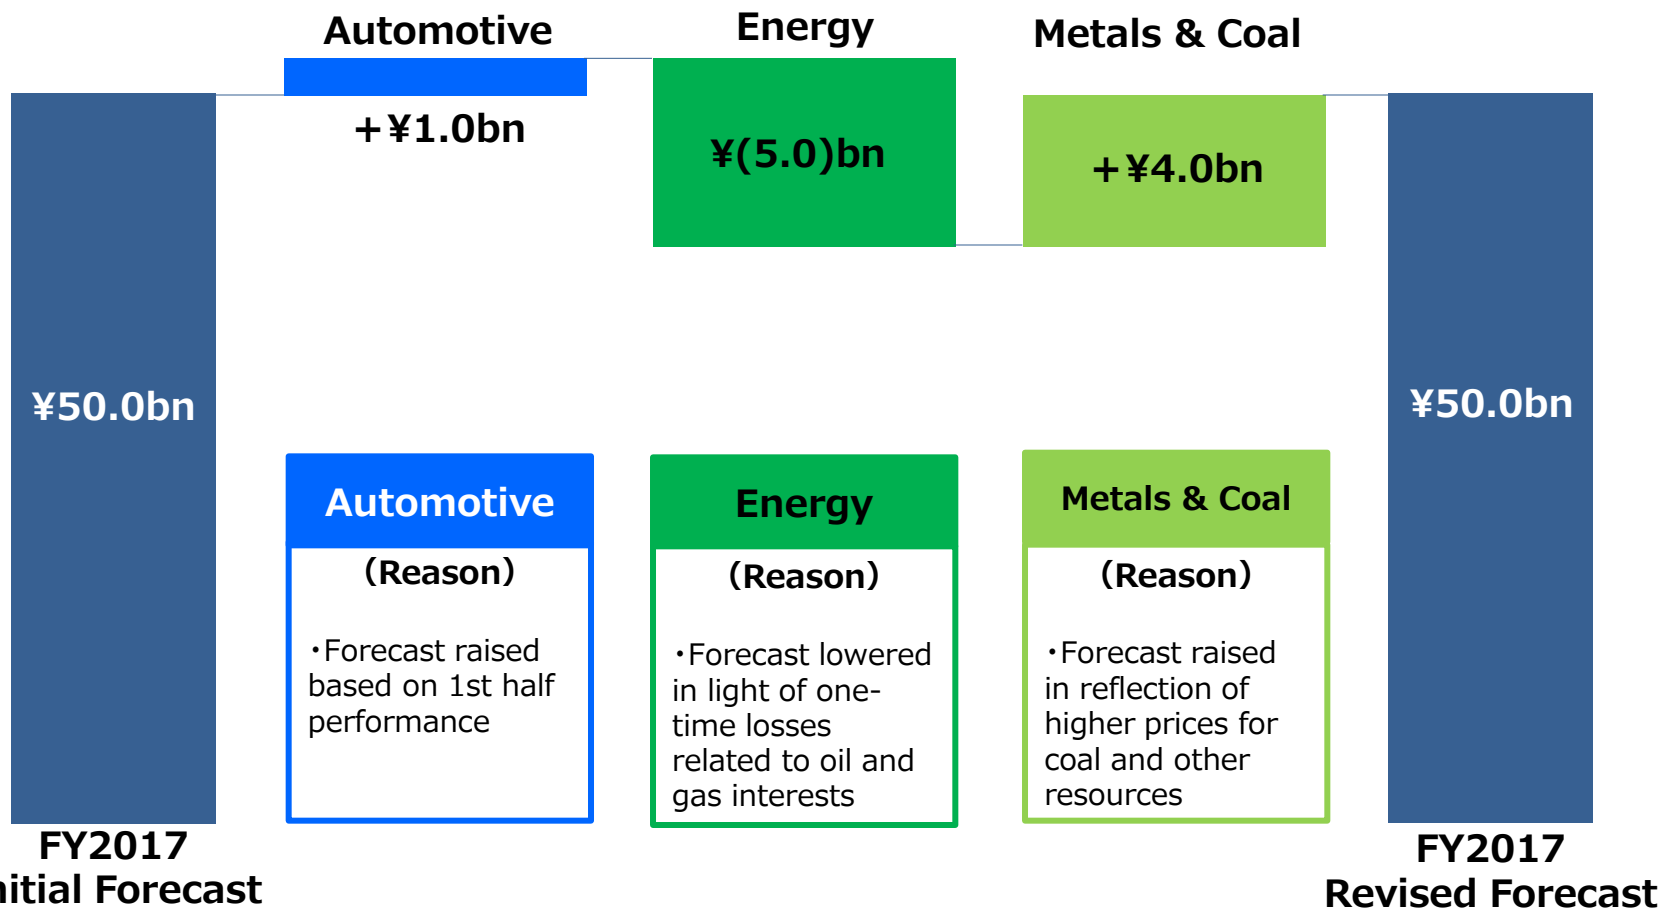 Automotive
Energy
Metals & Coal
+¥1.0bn
¥(5.0)bn
+¥4.0bn
¥50.0bn
¥50.0bn
Automotive
(Reason)
・Forecast raised
based on 1st half
performance
Energy
(Reason)
・Forecast lowered
in light of one-
time losses
related to oil and
gas interests
Metals & Coal
(Reason)
・Forecast raised
in reflection of
higher prices for
coal and other
resources
FY2017
nitial Forecast
FY2017
Revised Forecast